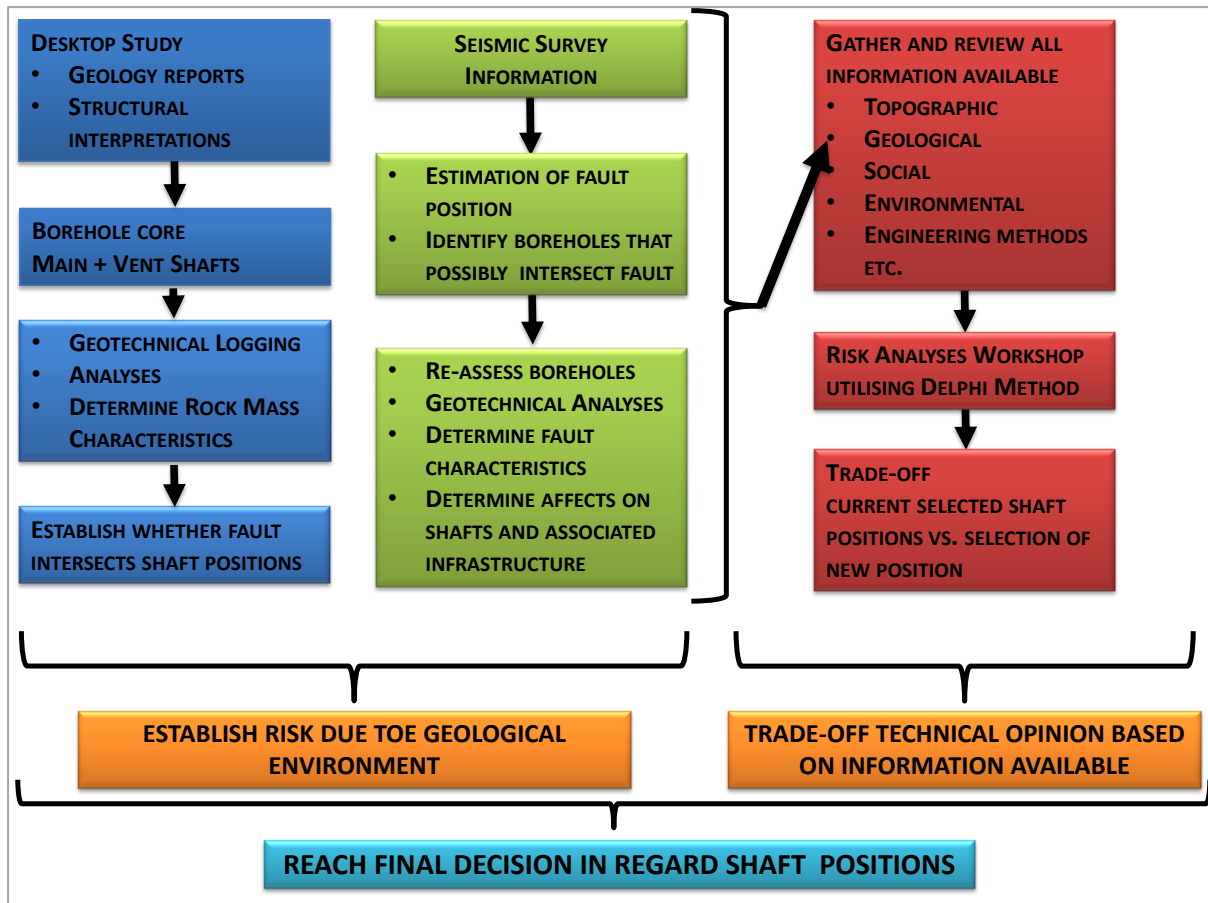 DESKTOP STUDY
• GEOLOGY REPORTS
• STRUCTURAL
INTERPRETATIONS
BOREHOLE CORE
MAIN + VENT SHAFTS
• GEOTECHNICAL LOGGING
• ANALYSES
• DETERMINE ROCK MASS
CHARACTERISTICS
ESTABLISH WHETHER FAULT
INTERSECTS SHAFT POSITIONS
SEISMIC SURVEY
INFORMATION
• ESTIMATION OF FAULT
POSITION
• IDENTIFY BOREHOLES THAT
POSSIBLY INTERSECT FAULT
• RE-ASSESS BOREHOLES
• GEOTECHNICAL ANALYSES
• DETERMINE FAULT
CHARACTERISTICS
• DETERMINE AFFECTS ON
SHAFTS AND ASSOCIATED
INFRASTRUCTURE
GATHER AND REVIEW ALL
INFORMATION AVAILABLE
• TOPOGRAPHIC
• GEOLOGICAL
• SOCIAL
• ENVIRONMENTAL
• ENGINEERING METHODS
ETC.
RISK ANALYSES WORKSHOP
UTILISING DELPHI METHOD
TRADE-OFF
CURRENT SELECTED SHAFT
POSITIONS VS. SELECTION OF
NEW POSITION
ESTABLISH RISK DUE TOE GEOLOGICAL
ENVIRONMENT
TRADE-OFF TECHNICAL OPINION BASED
ON INFORMATION AVAILABLE
REACH FINAL DECISION IN REGARD SHAFT POSITIONS